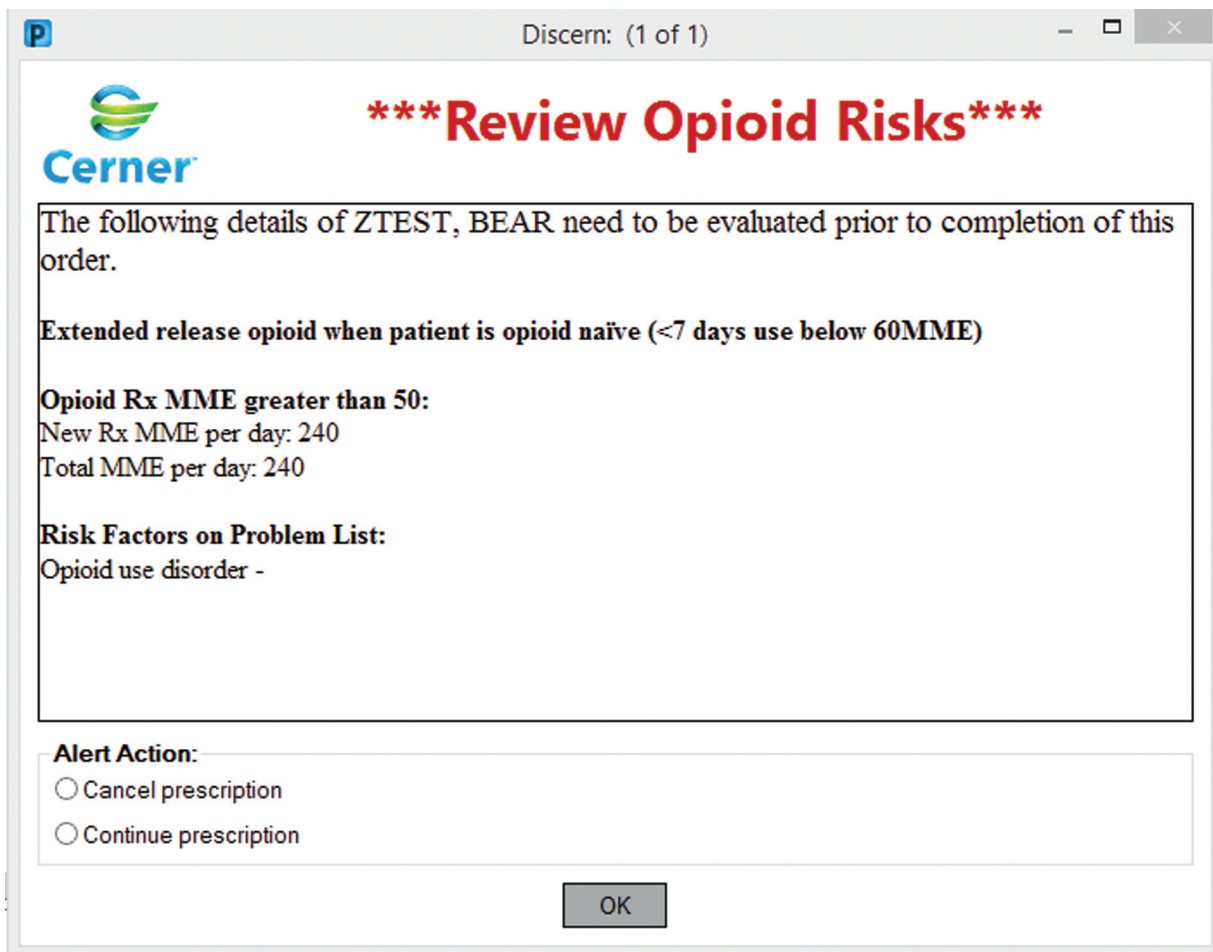 P
Discern: (1 of 1)
Cerner™
***Review Opioid Risks***
The following details of ZTEST, BEAR need to be evaluated prior to completion of this
order.
Extended release opioid when patient is opioid naïve (<7 days use below 60MME)
Opioid Rx MME greater than 50:
New Rx MME per day: 240
Total MME per day: 240
Risk Factors on Problem List:
Opioid use disorder -
Alert Action:
Cancel prescription
Continue prescription
OK